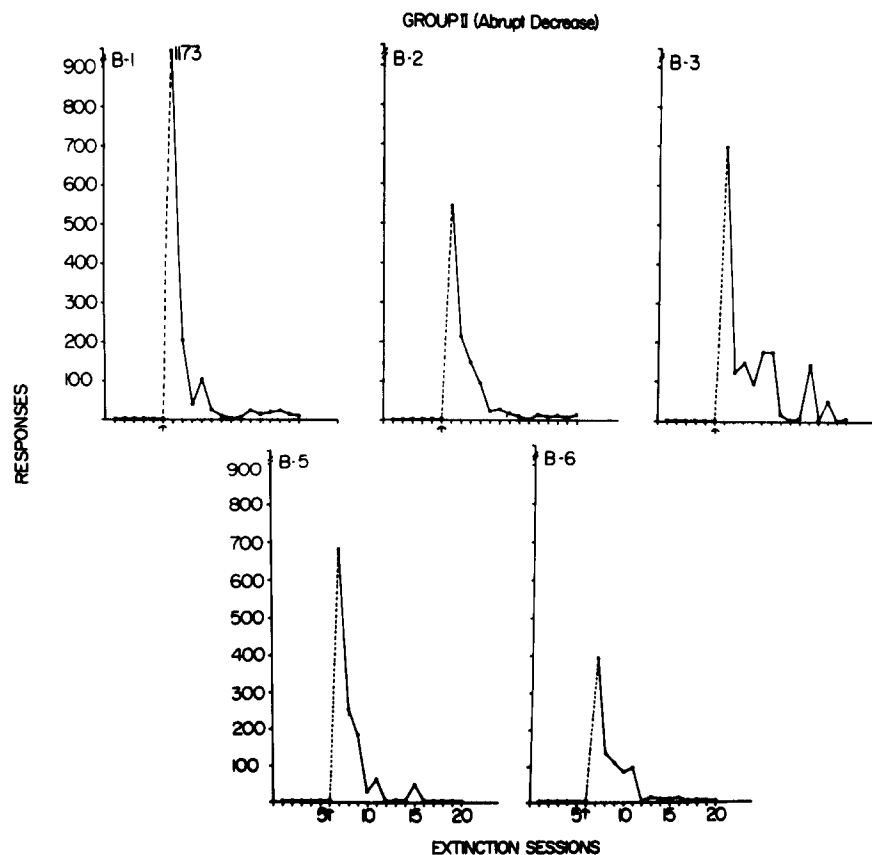 GROUP II (Abrupt Decrease)
B-1
1173
B-2
B-3
900
800
700
600
500
400
300
200
100
RESPONSES
B-5
B-6
900
800
700
600
500
400
300
200
100
5 10 15 20
5 10 15 20
EXTINCTION SESSIONS